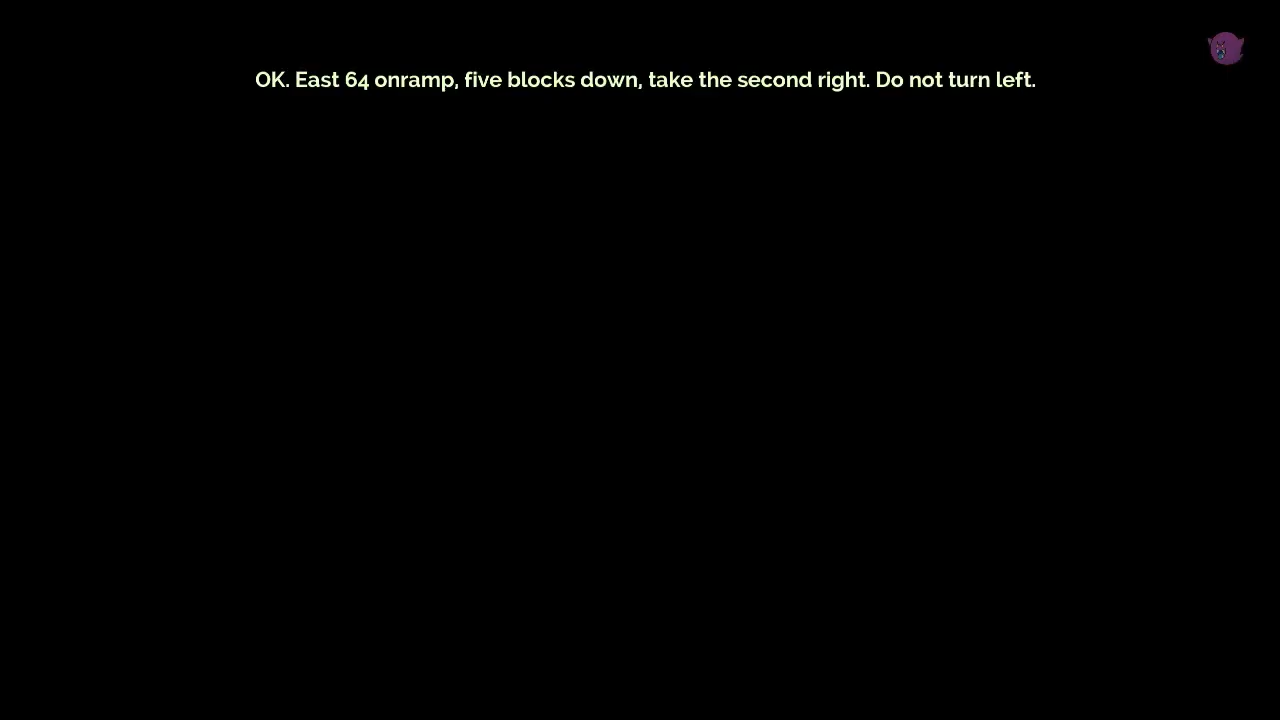 OK. East 64 onramp, five blocks down, take the second right. Do not turn left.